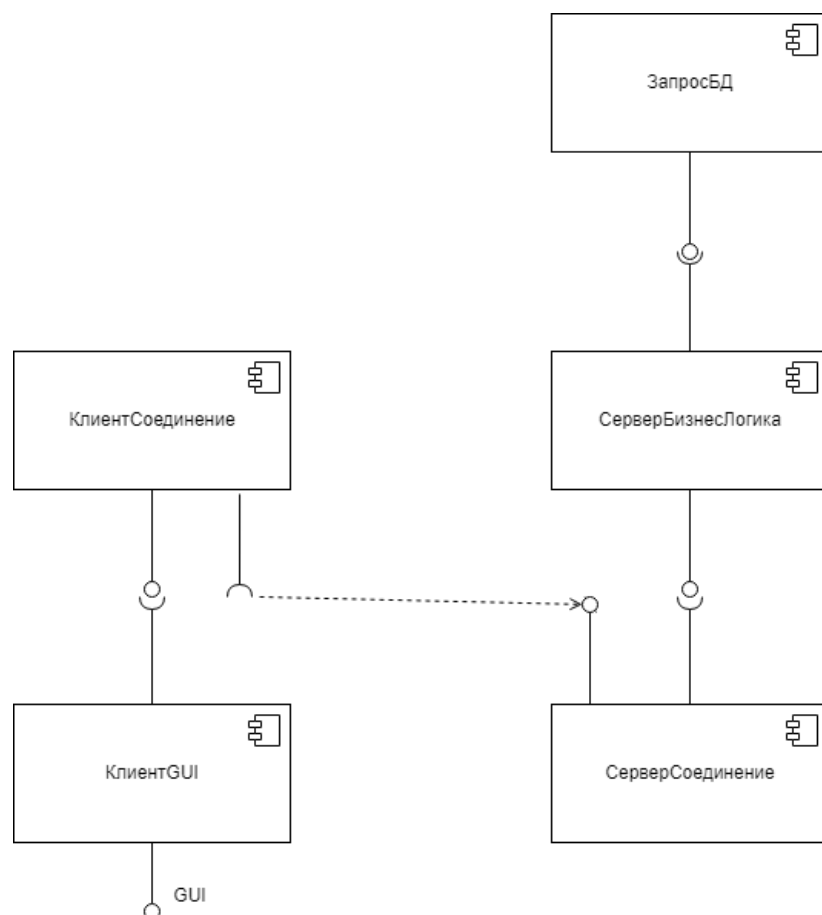 ЗапросБД
КлиентСоединение
СерверБизнесЛогика
КлиентGUI
СерверСоединение
GUI